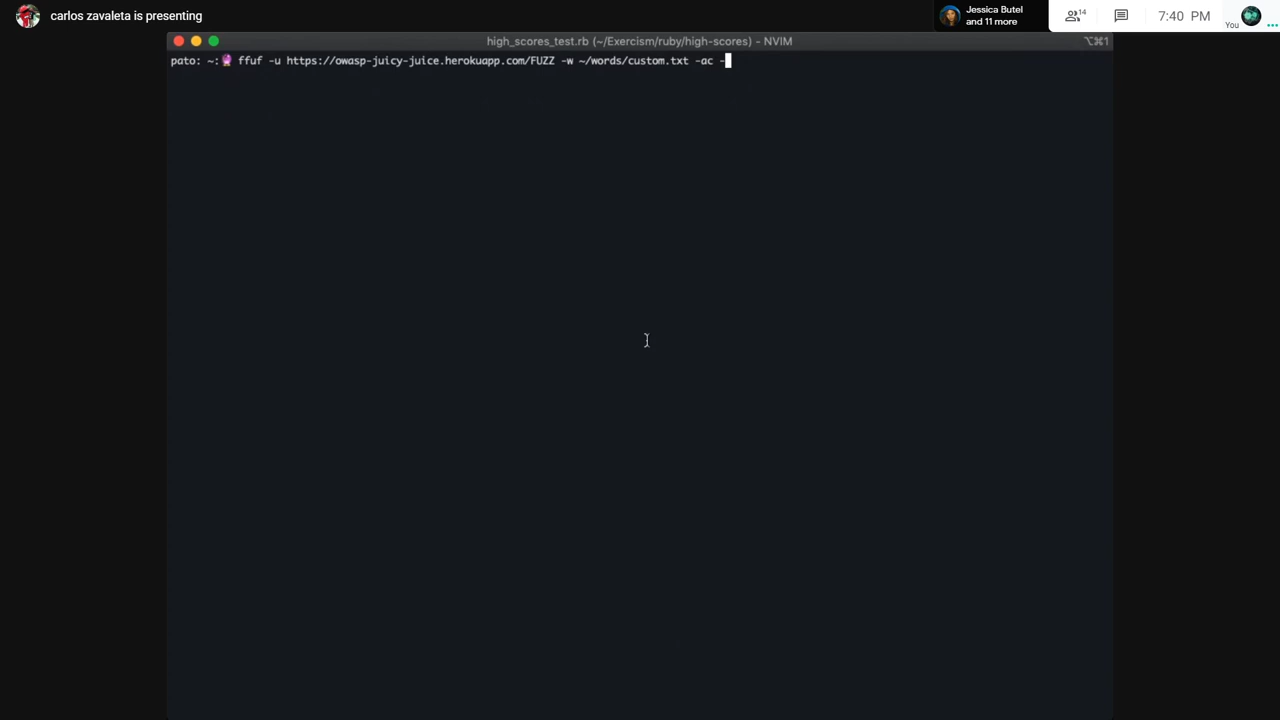 carlos zavaleta is presenting
Jessica Butel
and 11 more
14
7:40 PM
You
high_scores_test.rb (~/Exercism/ruby/high-scores) - NVIM
⌥⌘1
pato: ~:🔮 ffuf -u https://owasp-juicy-juice.herokuapp.com/FUZZ -w ~/words/custom.txt -ac -